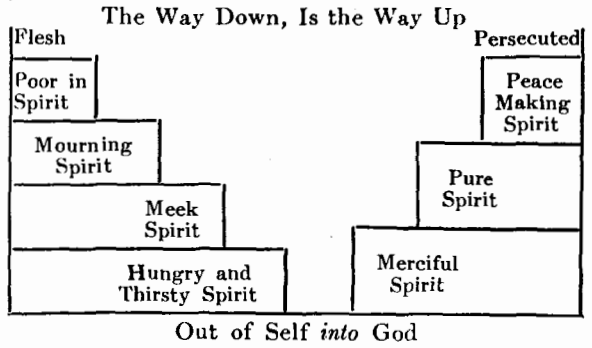 The Way Down, Is the Way Up
Flesh
Persecuted
Poor in
Spirit
Mourning
Spirit
Meek
Spirit
Hungry and
Thirsty Spirit
Peace
Making
Spirit
Pure
Spirit
Merciful
Spirit
Out of Self into God